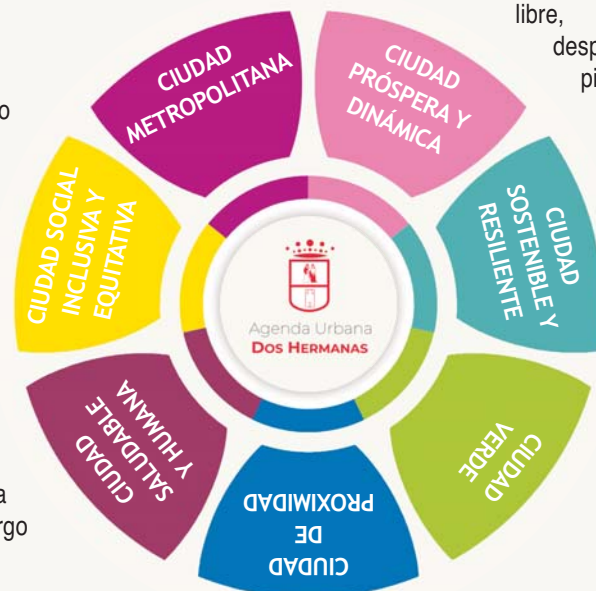 libre,
desp
pi
o
CIUDAD
METROPOLITANA
CIUDAD
PRÓSPERA Y
DINÁMICA
CIUDAD
SOSTENIBLE Y
RESILIENTE
CIUDAD
VERDE
CIUDAD
DE
PROXIMIDAD
CIUDAD
SALUDABLE
Y HUMANA
CIUDAD SOCIAL
INCLUSIVA Y
EQUITATIVA
Agenda Urbana
DOS HERMANAS
a
rgo